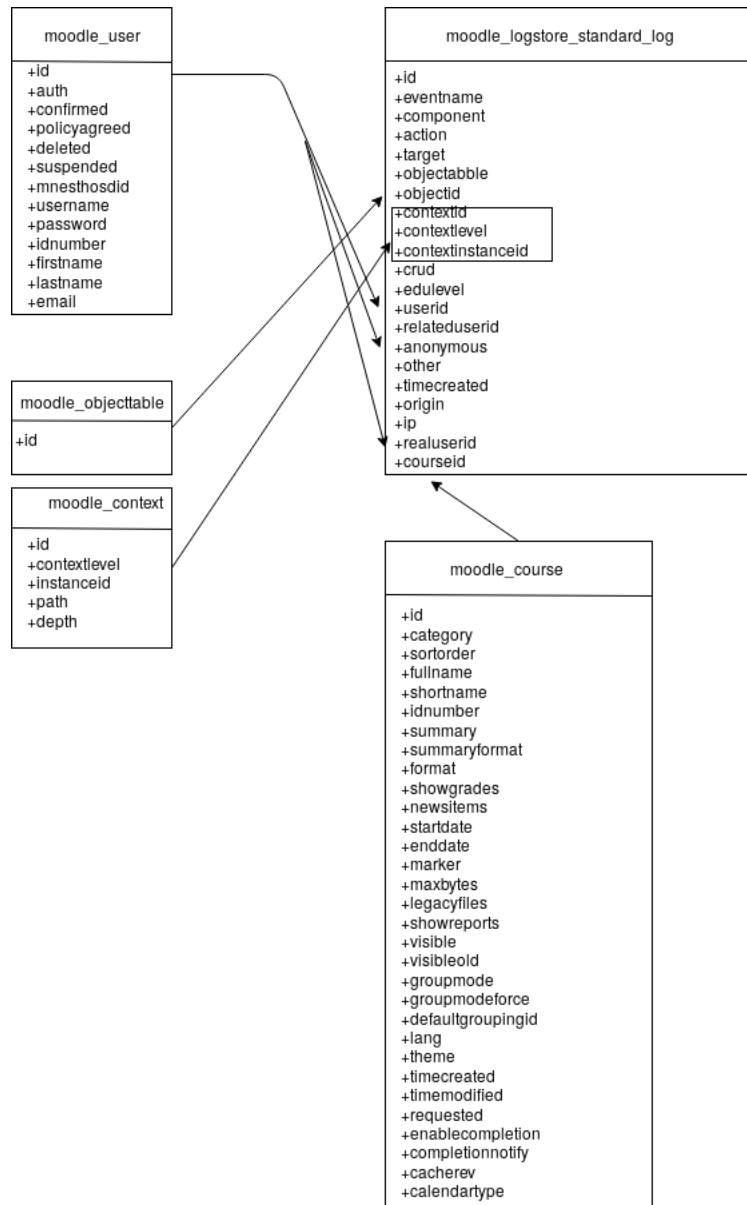 moodle_user
+id
+auth
+confirmed
+policyagreed
+deleted
+suspended
+mnesthosdid
+username
+password
+idnumber
+firstname
+lastname
+email
moodle_logstore_standard_log
+id
+eventname
+component
+action
+target
+objectabble
+objectid
+contextid
+contextlevel
+contextinstanceid
+crud
+edulevel
+userid
+relateduserid
+anonymous
+other
+timecreated
+origin
+ip
+realuserid
+courseid
moodle_objecttable
+id
moodle_context
+id
+contextlevel
+instanceid
+path
+depth
moodle_course
+id
+category
+sortorder
+fullname
+shortname
+idnumber
+summary
+summaryformat
+format
+showgrades
+newsitems
+startdate
+enddate
+marker
+maxbytes
+legacyfiles
+showreports
+visible
+visibleold
+groupmode
+groupmodeforce
+defaultgroupingid
+lang
+theme
+timecreated
+timemodified
+requested
+enablecompletion
+completionnotify
+cacherev
+calendartype